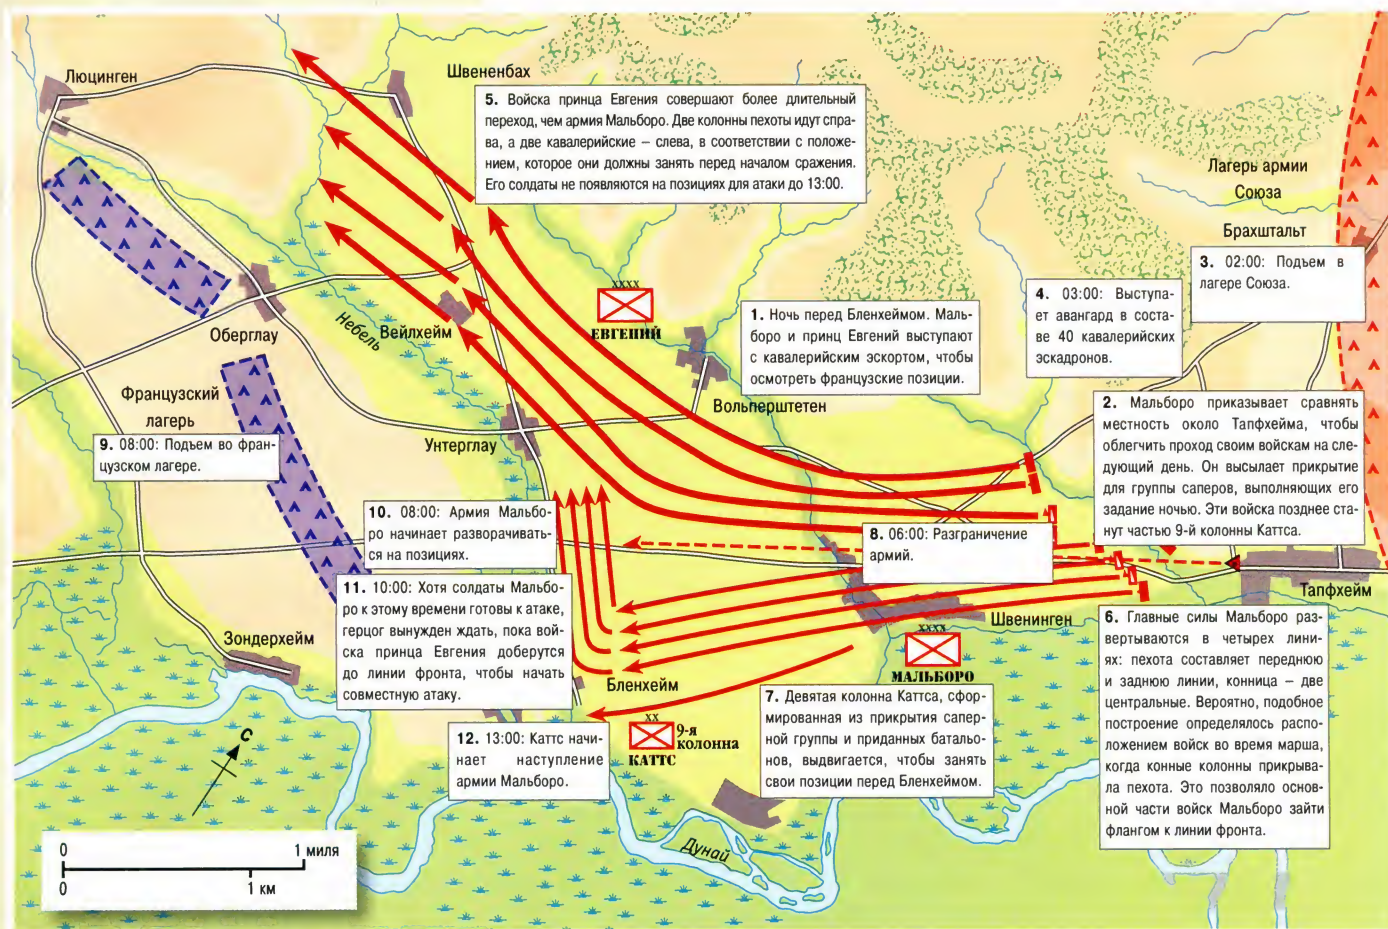 Люцинген
Швененбах
5. Войска принца Евгения совершают более длительный
переход, чем армия Мальборо. Две колонны пехоты идут спра-
ва, а две кавалерийские – слева, в соответствии с положе-
нием, которое они должны занять перед началом сражения.
Его солдаты не появляются на позициях для атаки до 13:00.
Лагерь армии
Союза
Брахштальт
3. 02:00: Подъем в
лагере Союза.
4. 03:00: Выступа-
ет авангард в соста-
ве 40 кавалерийских
эскадронов.
xxxx
ЕВГЕНИЙ
1. Ночь перед Бленхеймом. Маль-
боро и принц Евгений выступают
с кавалерийским эскортом, чтобы
осмотреть французские позиции.
Оберглау
Небель
Вейлхейм
Французский
лагерь
Вольперштетен
2. Мальборо приказывает сравнять
местность около Тапфхейма, чтобы
облегчить проход своим войскам на сле-
дующий день. Он высылает прикрытие
для группы саперов, выполняющих его
задание ночью. Эти войска позднее ста-
нут частью 9-й колонны Каттса.
9. 08:00: Подъем во фран-
цузском лагере.
Унтерглау
10. 08:00: Армия Мальбо-
ро начинает разворачивать-
ся на позициях.
8. 06:00: Разграничение
армий.
11. 10:00: Хотя солдаты Мальбо-
ро к этому времени готовы к атаке,
герцог вынужден ждать, пока вой-
ска принца Евгения доберутся
до линии фронта, чтобы начать
совместную атаку.
Тапфхейм
Швенинген
Зондерхейм
xxxx
МАЛЬБОРО
6. Главные силы Мальборо раз-
вертываются в четырех лини-
ях: пехота составляет переднюю
и заднюю линии, конница – две
центральные. Вероятно, подобное
построение определялось распо-
ложением войск во время марша,
когда конные колонны прикрыва-
ла пехота. Это позволяло основ-
ной части войск Мальборо зайти
флангом к линии фронта.
Бленхейм
7. Девятая колонна Каттса, сфор-
мированная из прикрытия сапер-
ной группы и приданных батальо-
нов, выдвигается, чтобы занять
свои позиции перед Бленхеймом.
xx
9-я
колонна
КАТТС
12. 13:00: Каттс начи-
нает наступление
армии Мальборо.
С
Дунай
0 1 миля
0 1 км